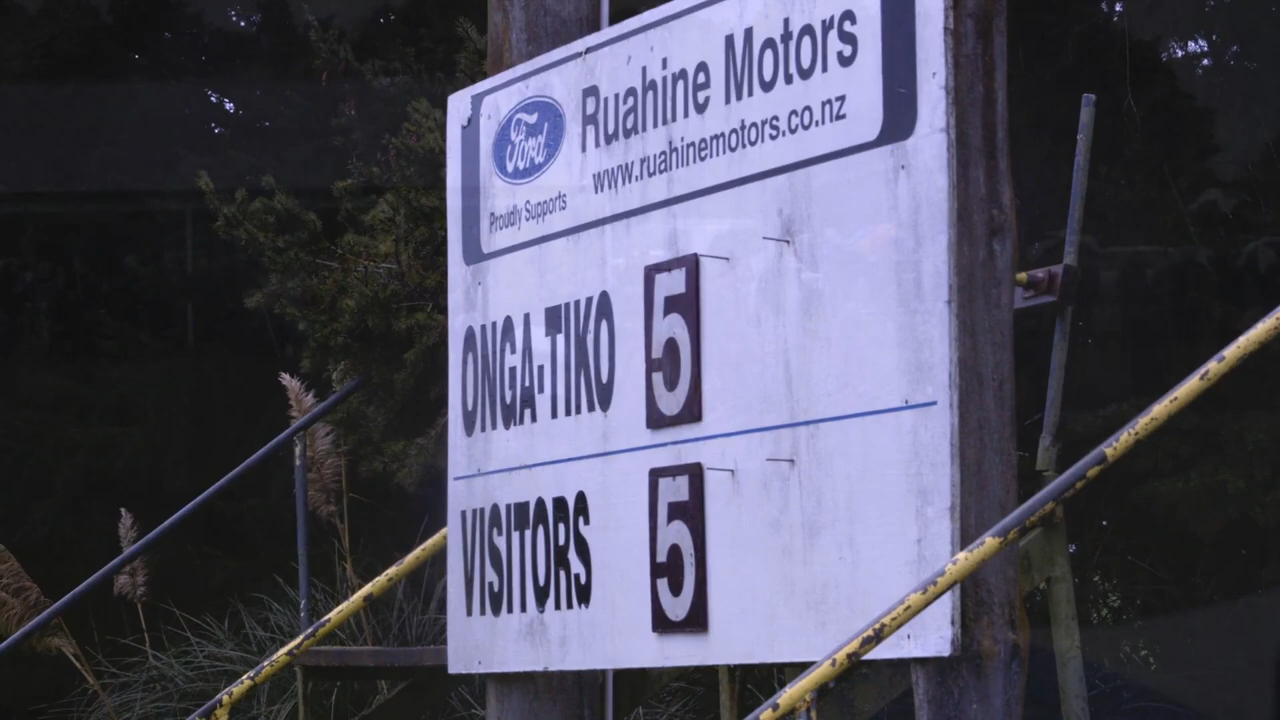 Ford
Ruahine Motors
www.ruahinemotors.co.nz
Proudly Supports
ONGA-TIKO 5
VISITORS 5